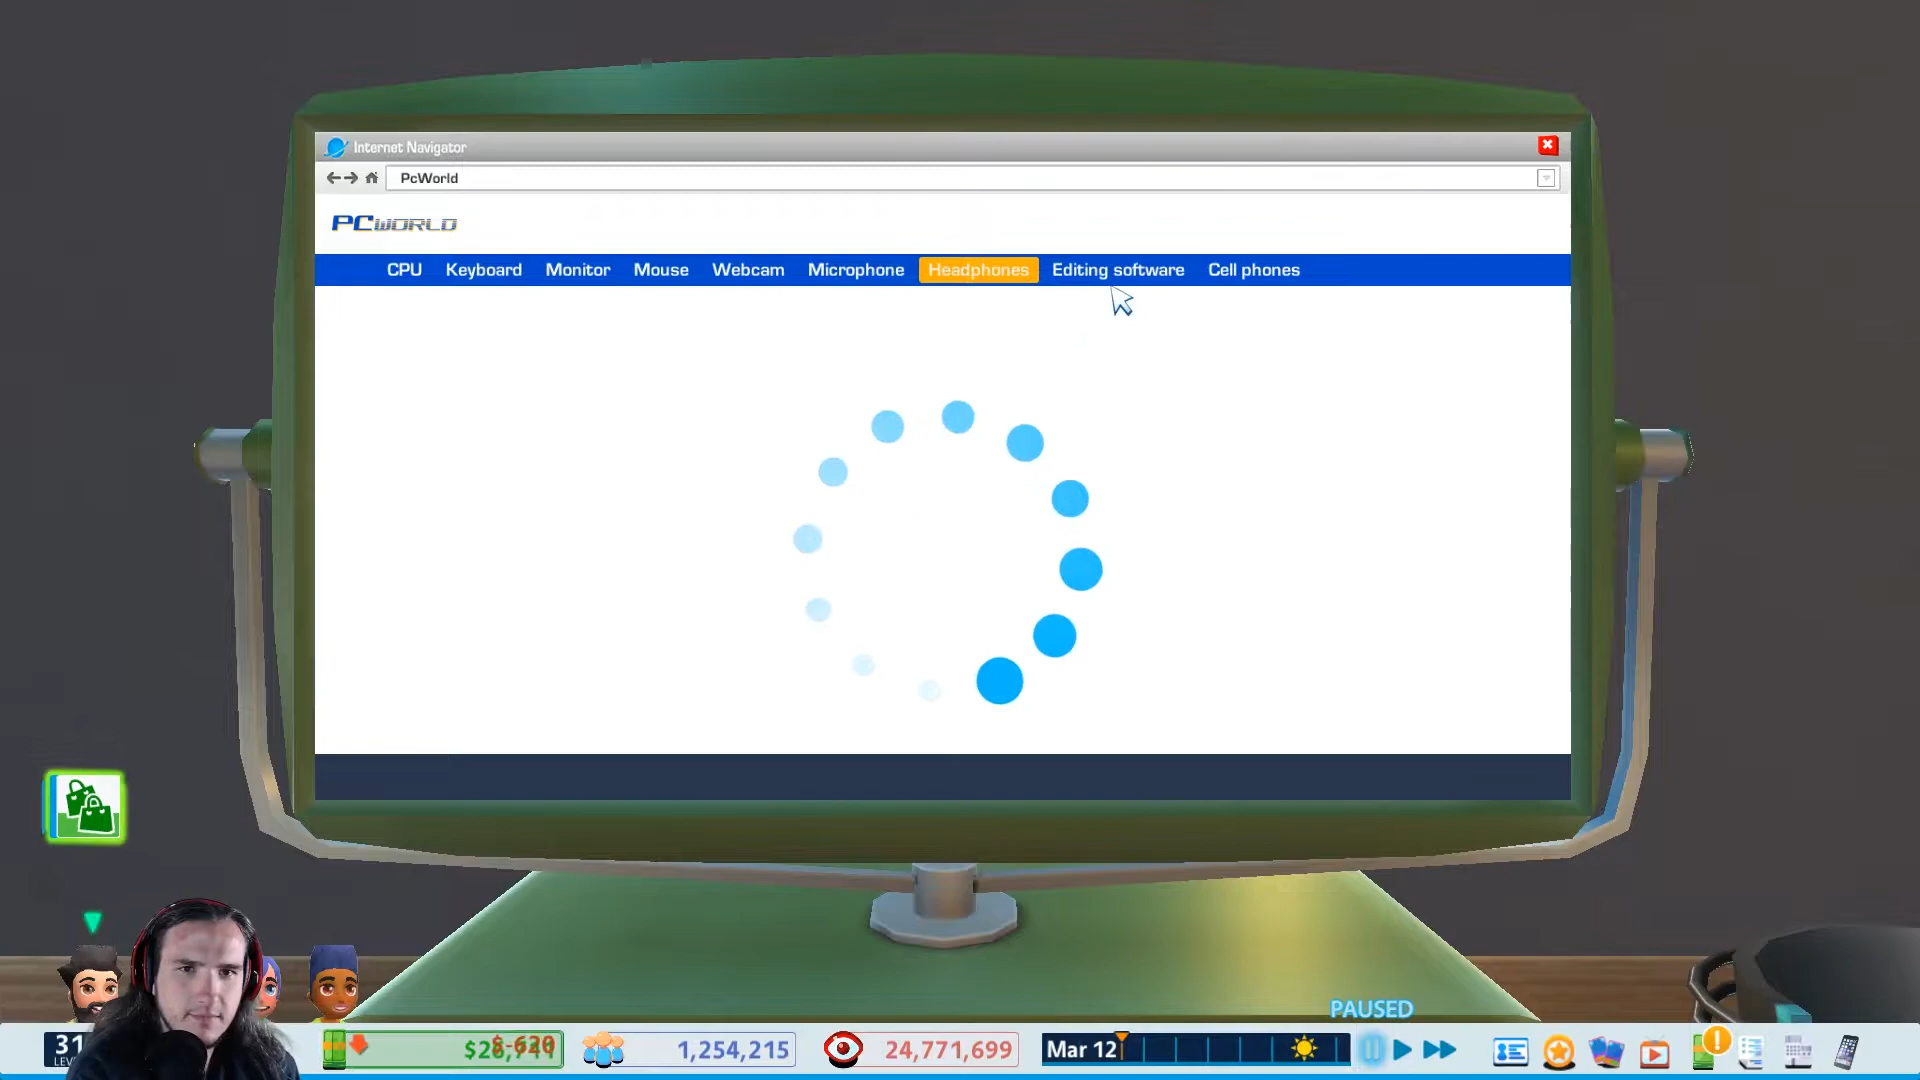 Internet Navigator
PcWorld
PCWORLD
CPU Keyboard Monitor Mouse Webcam Microphone Headphones Editing software Cell phones
PAUSED
31
$-620
1,254,215
24,771,699
Mar 12